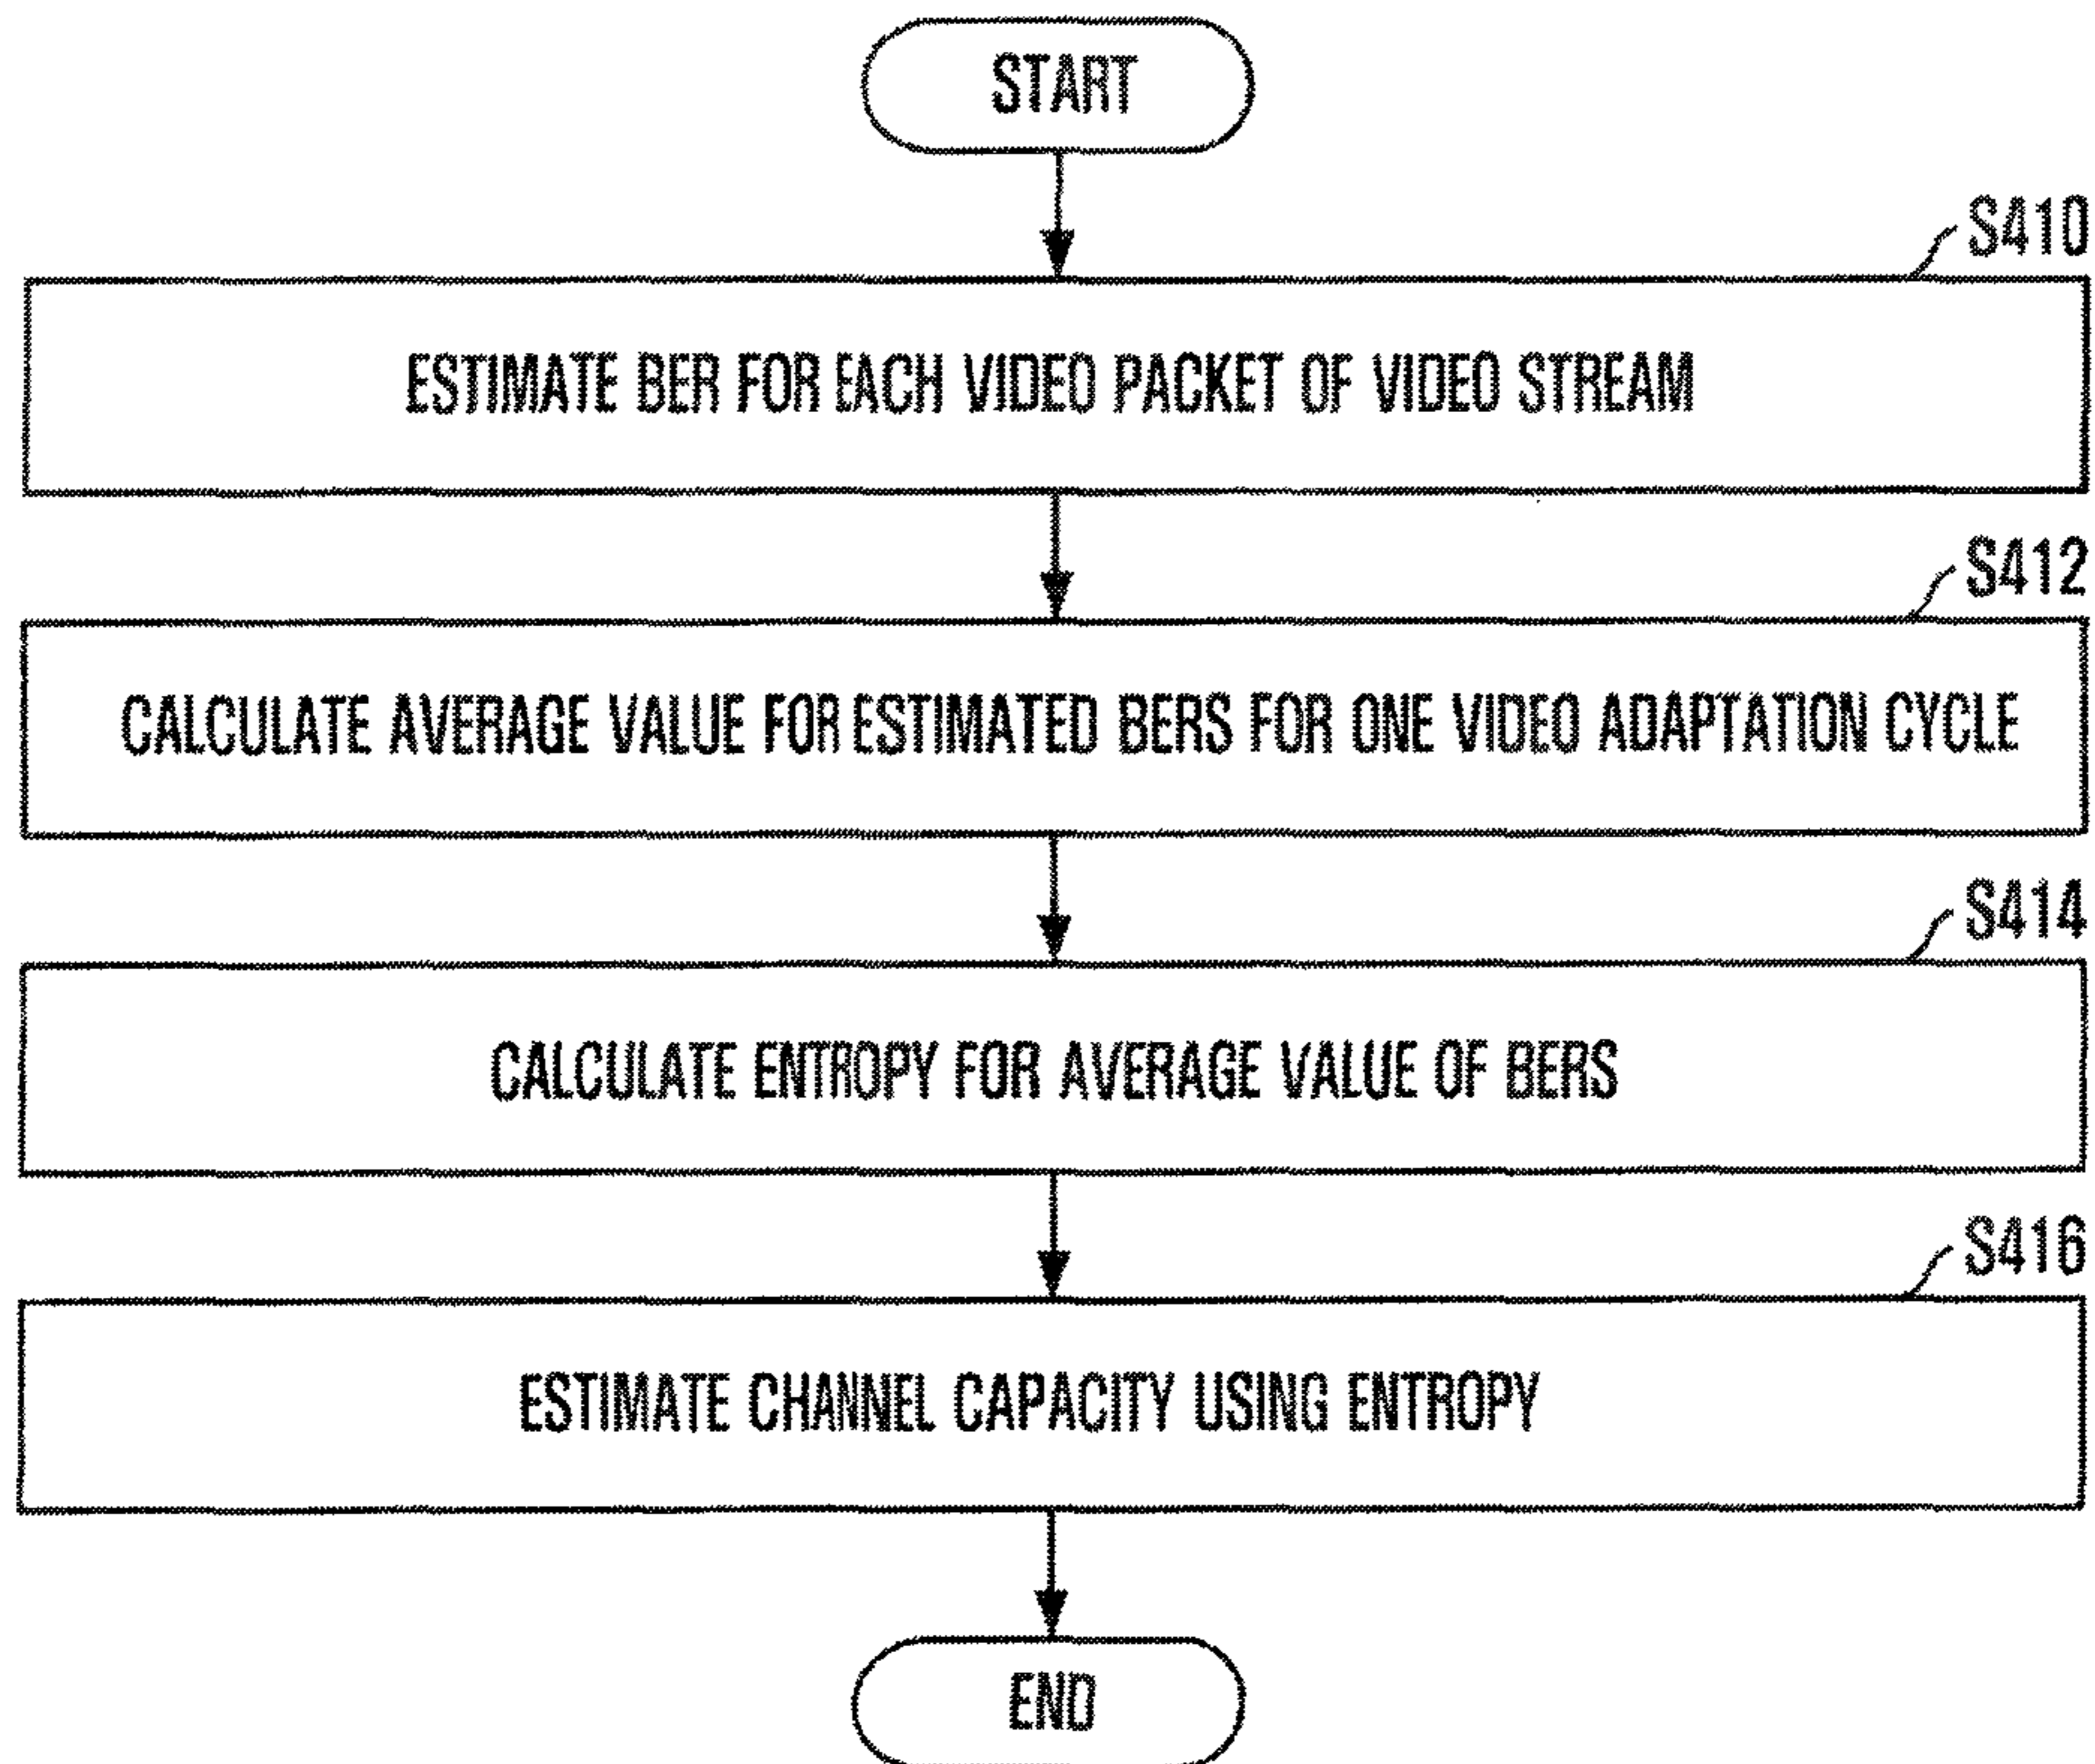 START
S410
ESTIMATE BER FOR EACH VIDEO PACKET OF VIDEO STREAM
S412
CALCULATE AVERAGE VALUE FOR ESTIMATED BERS FOR ONE VIDEO ADAPTATION CYCLE
S414
CALCULATE ENTROPY FOR AVERAGE VALUE OF BERS
S416
ESTIMATE CHANNEL CAPACITY USING ENTROPY
END